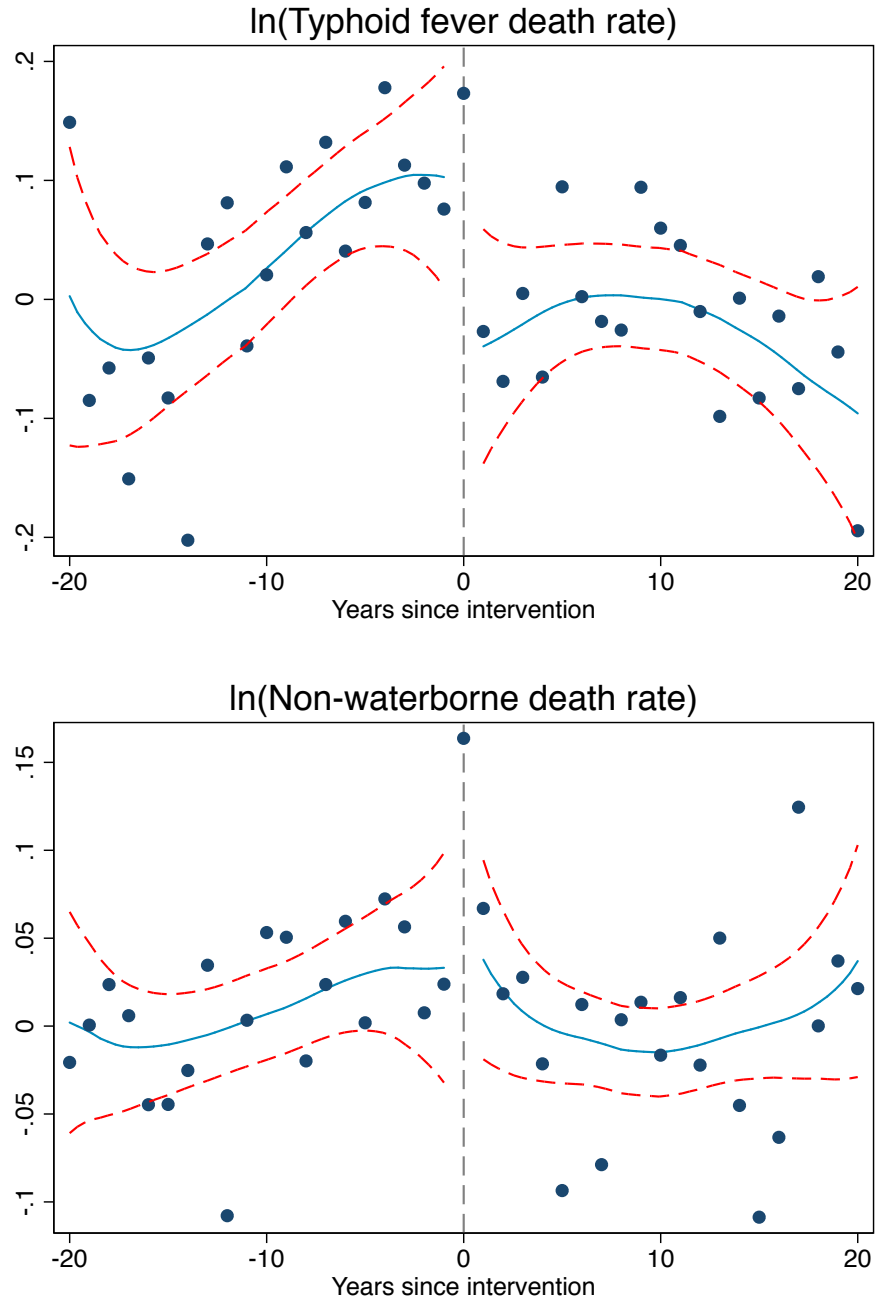 ln(Typhoid fever death rate)
.2
.1
0
-.1
-.2
-20 -10 0 10 20
Years since intervention
ln(Non-waterborne death rate)
.15
.1
.05
0
-.05
-.1
-20 -10 0 10 20
Years since intervention